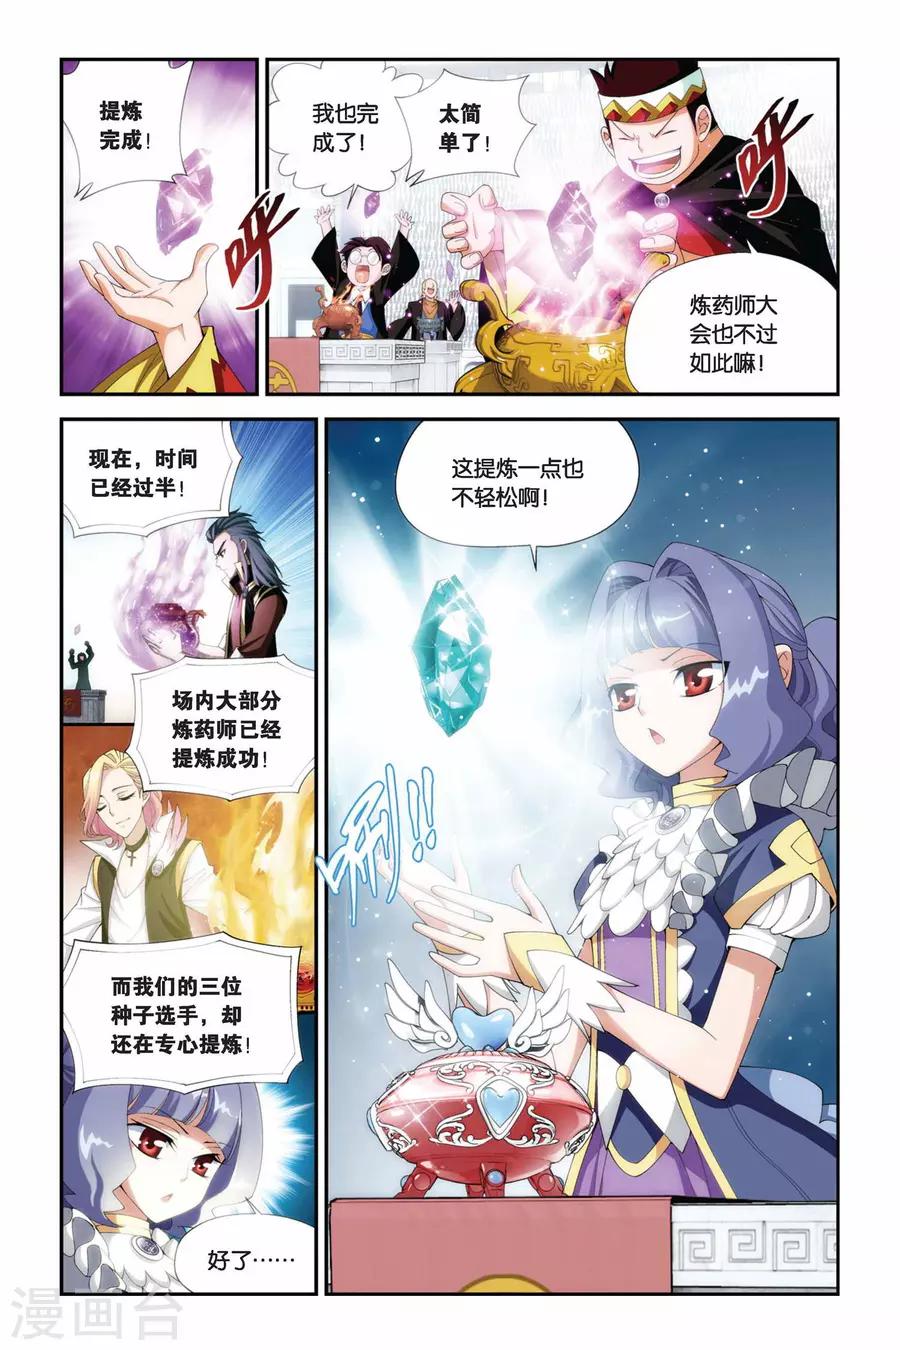 提炼
完成！
呼
我也完
成了！
太简
单了！
呼
炼药师大
会也不过
如此嘛！
现在，时间
已经过半！
场内大部分
炼药师已经
提炼成功！
而我们的三位
种子选手，却
还在专心提炼！
好了……
这提炼一点也
不轻松啊！
唰!!
漫画台